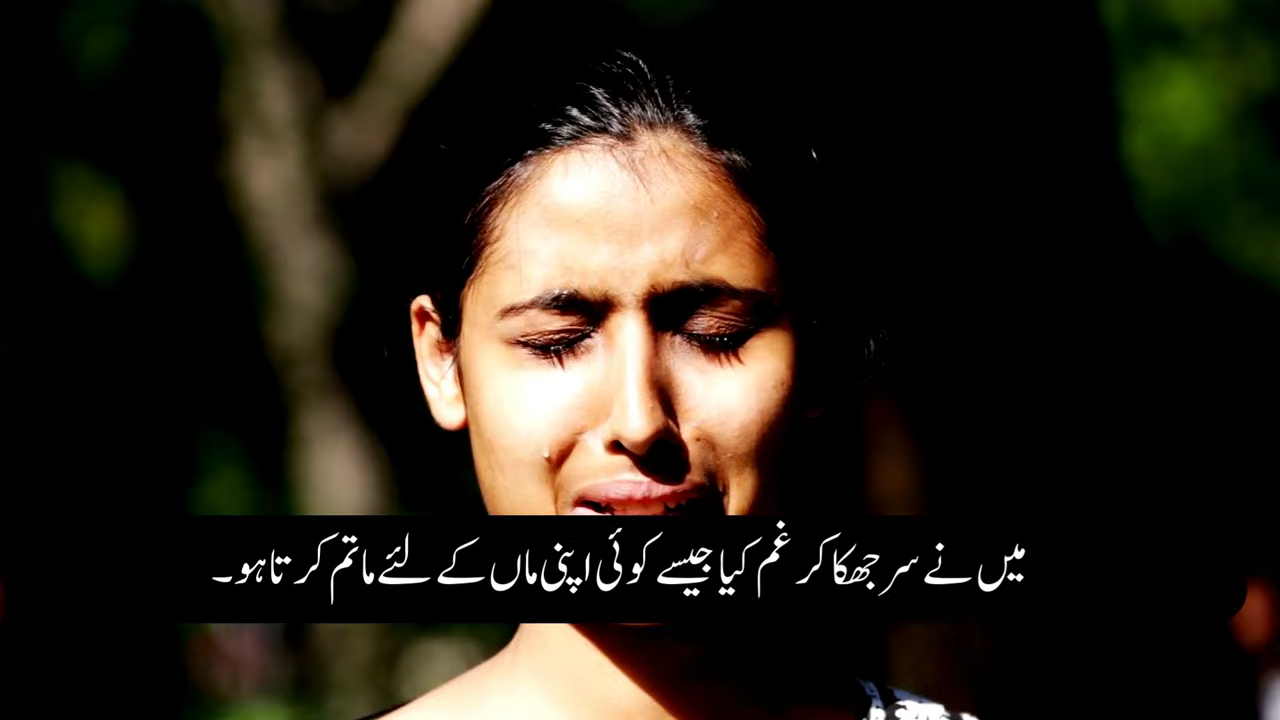 میں نے سر جھکا کر غم کیا جیسے کوئی اپنی ماں کے لئے ماتم کرتا ہو۔